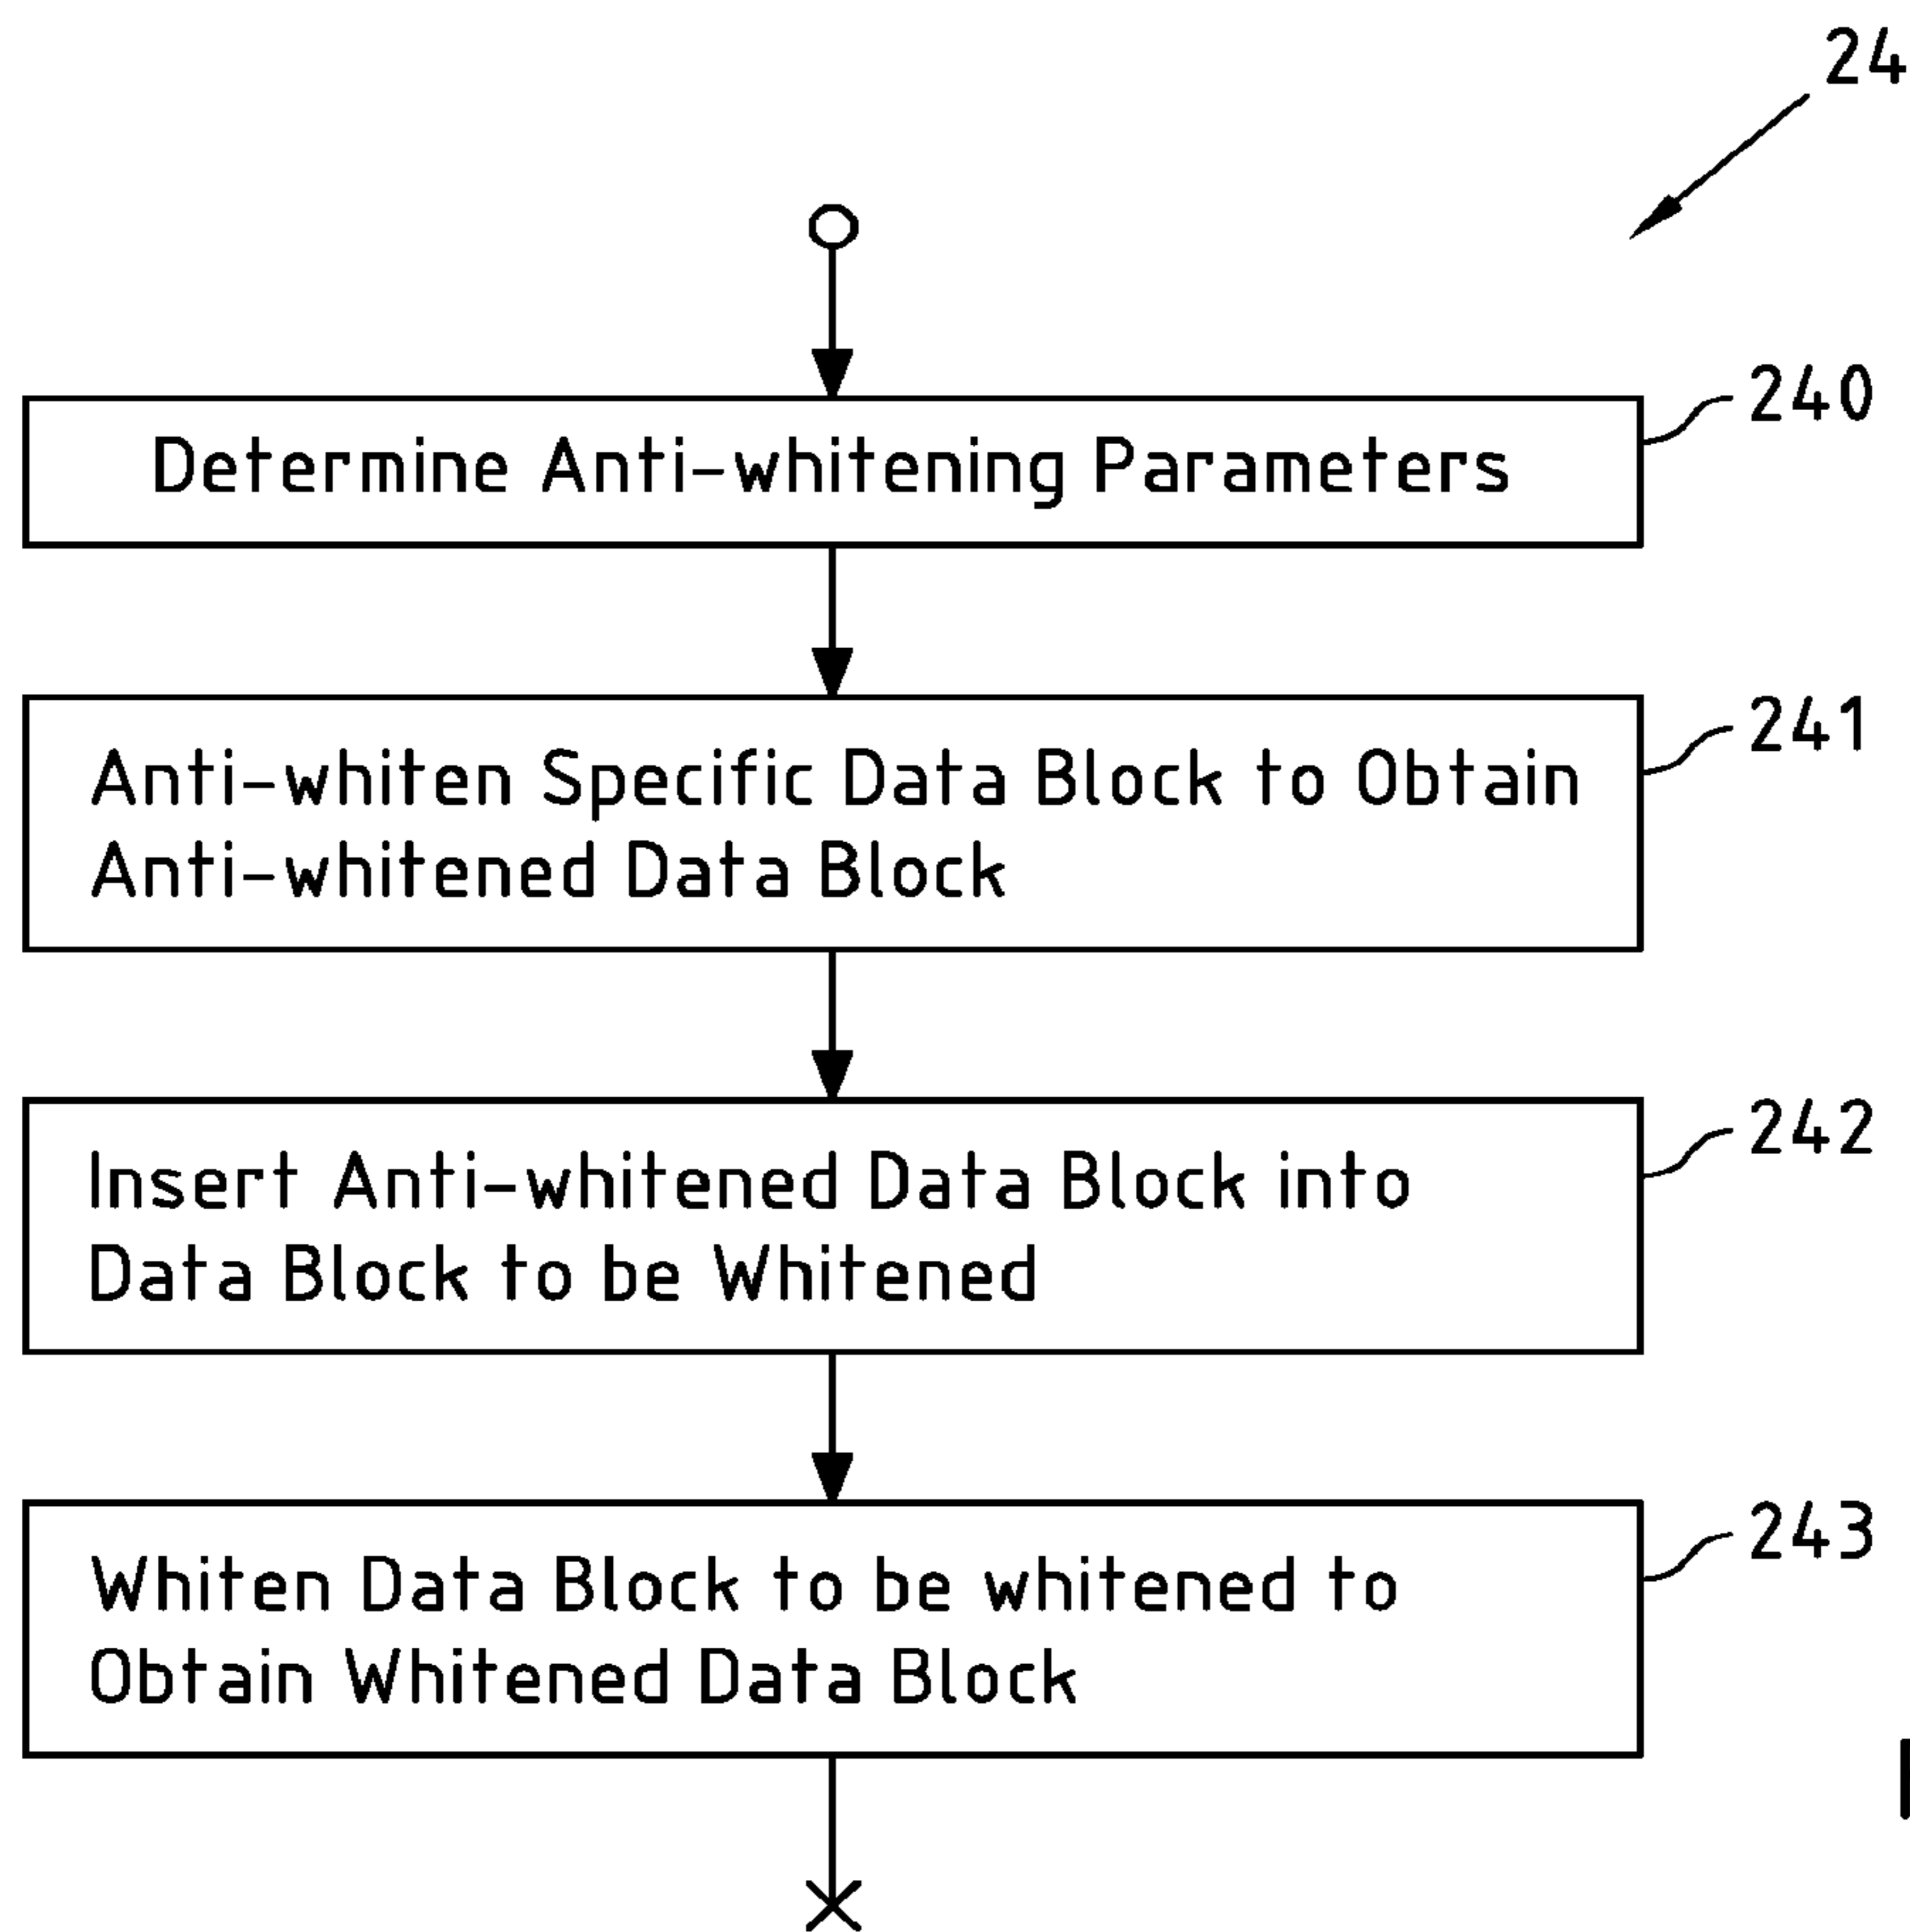 24
240
Determine Anti-whitening Parameters
241
Anti-whiten Specific Data Block to Obtain
Anti-whitened Data Block
242
Insert Anti-whitened Data Block into
Data Block to be Whitened
243
Whiten Data Block to be whitened to
Obtain Whitened Data Block